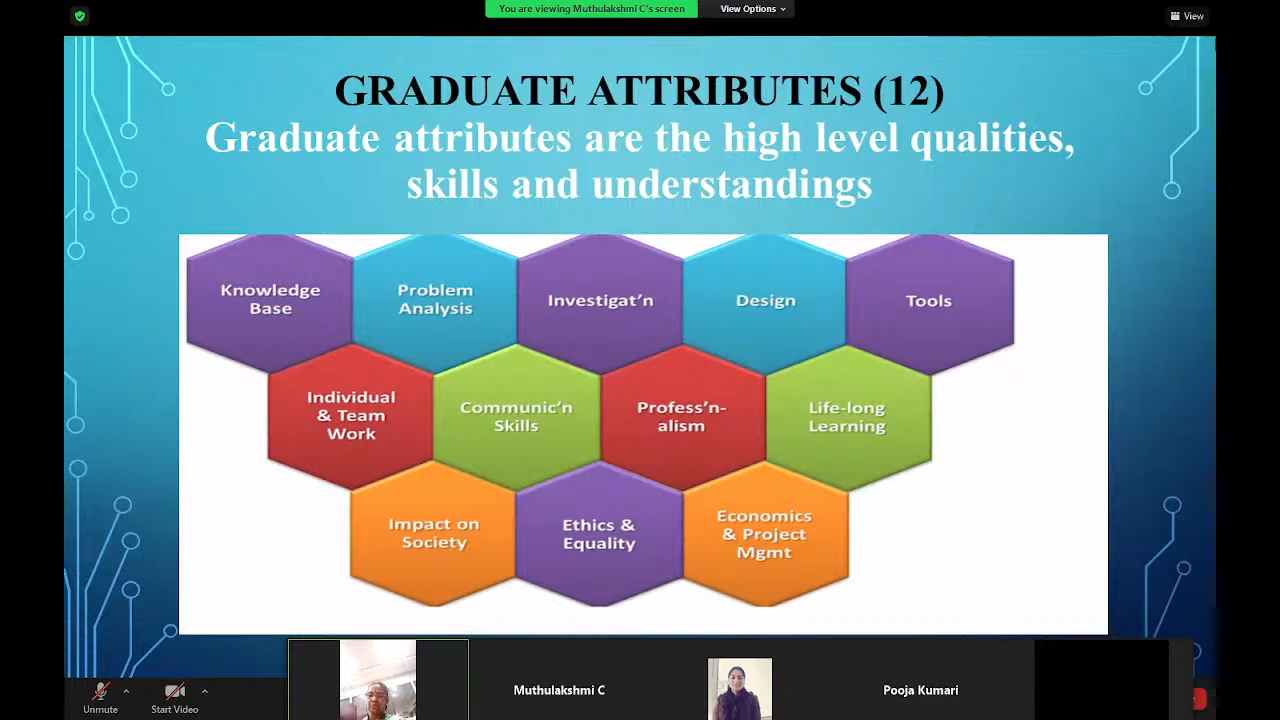 You are viewing Muthulakshmi C's screen
View Options
View
GRADUATE ATTRIBUTES (12)
Graduate attributes are the high level qualities,
skills and understandings
Knowledge
Base
Problem
Analysis
Investigat'n
Design
Tools
Individual
& Team
Work
Communic'n
Skills
Profess'n-
alism
Life-long
Learning
Impact on
Society
Ethics &
Equality
Economics
& Project
Mgmt
Unmute
Start Video
Muthulakshmi C
Pooja Kumari